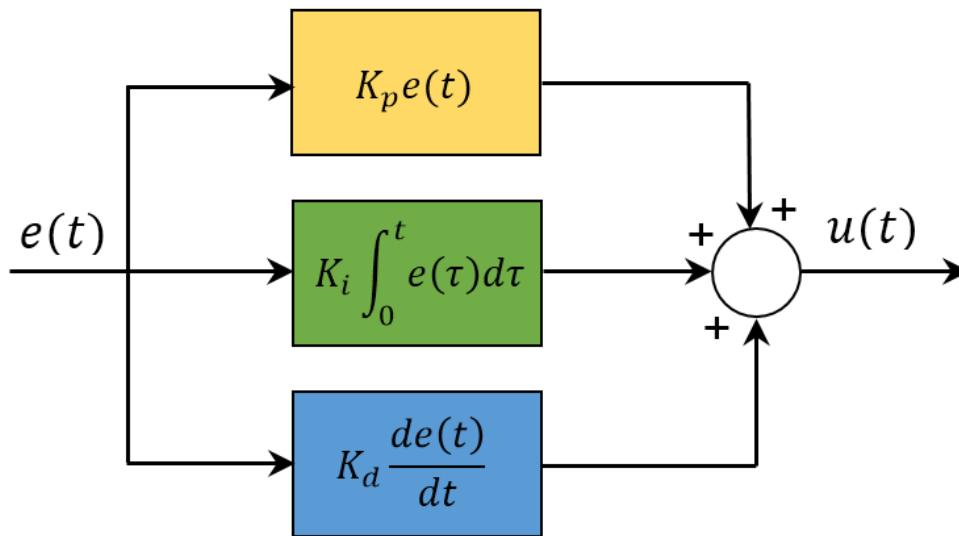 K_p e(t)
e(t)
K_i ∫_0^t e(τ)dτ
+ +
u(t)
+
K_d de(t)/dt